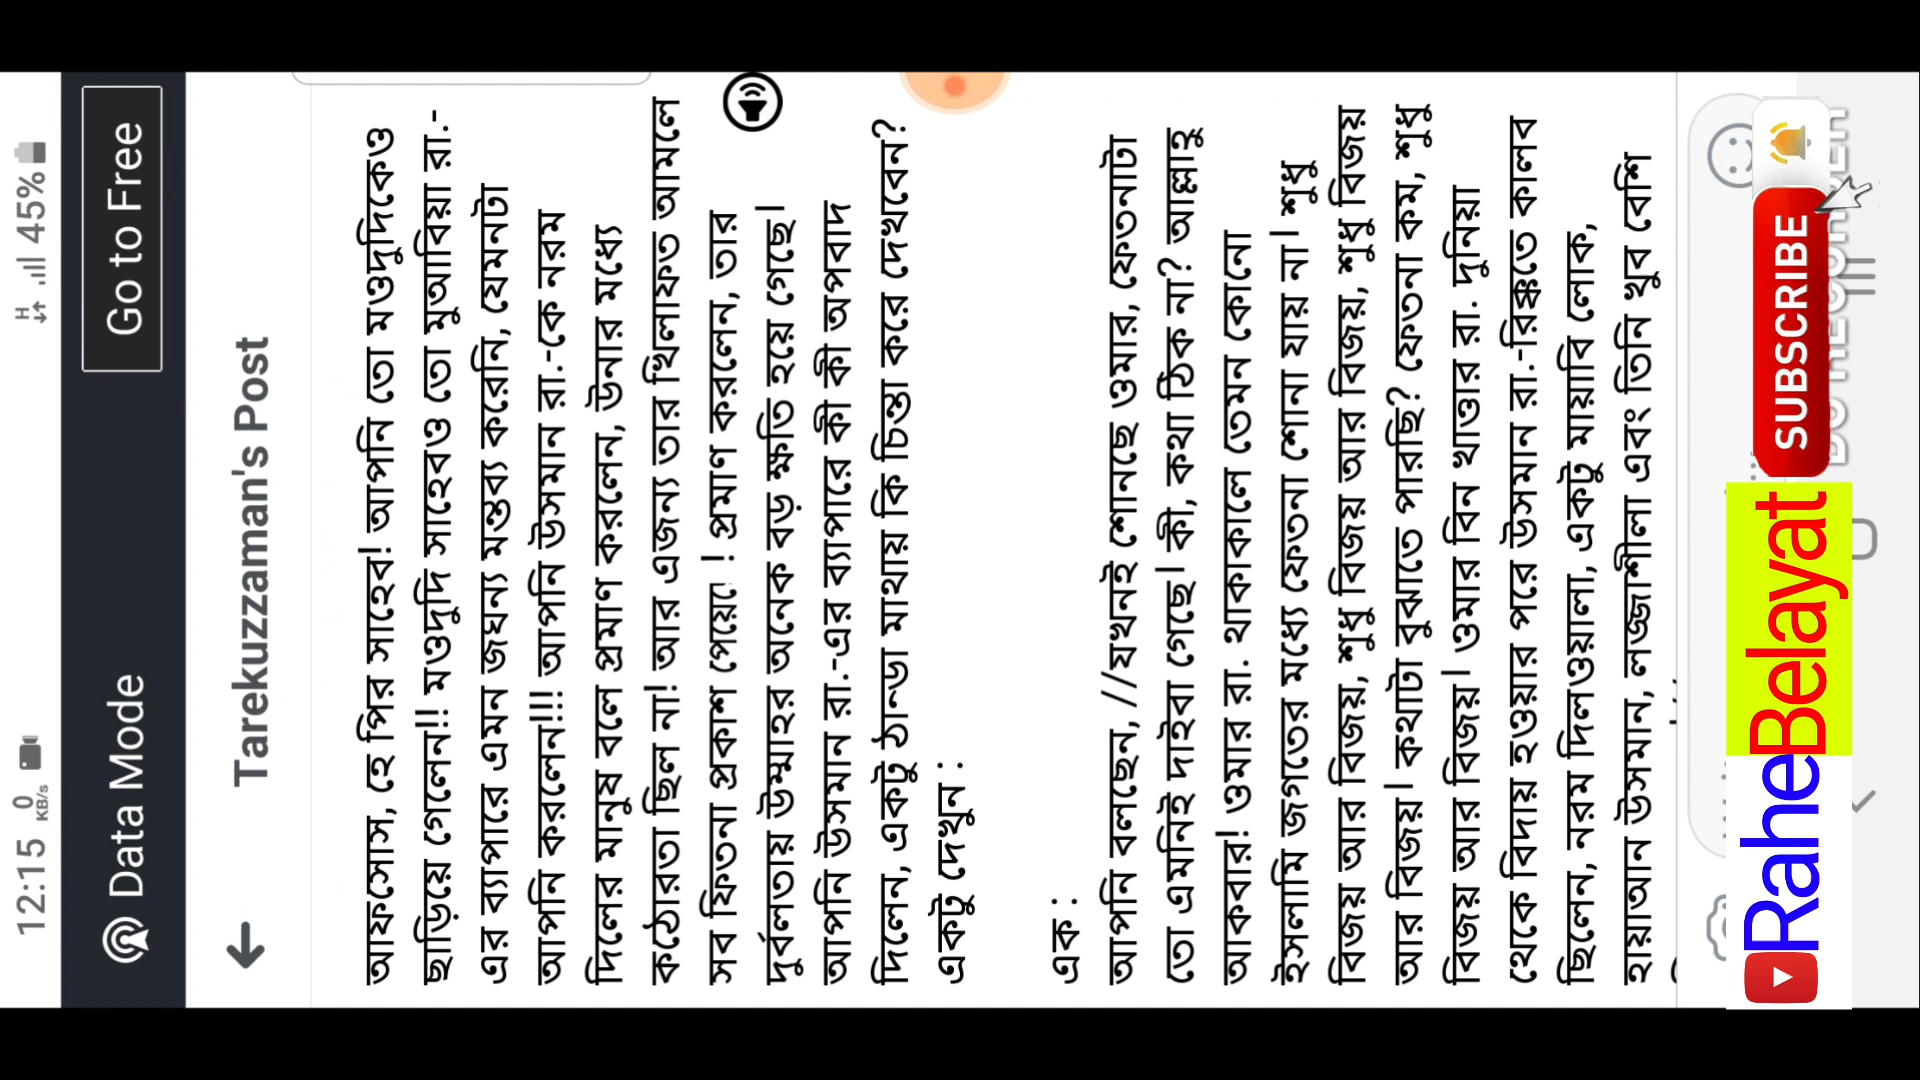 12:15 0 KB/s H 45%
Data Mode Go to Free
Tarekuzzaman's Post
আফসোস, হে পির সাহেব! আপনি তো মওদুদিকেও
ছাড়িয়ে গেলেন!! মওদুদি সাহেবও তো মুআবিয়া রা.-
এর ব্যাপারে এমন জঘন্য মন্তব্য করেনি, যেমনটা
আপনি করলেন!!! আপনি উসমান রা.-কে নরম
দিলের মানুষ বলে প্রমাণ করলেন, উনার মধ্যে
কঠোরতা ছিল না! আর এজন্য তার খিলাফত আমলে
সব ফিতনা প্রকাশ ! প্রমাণ করলেন, তার
দুর্বলতায় উম্মাহর অনেক বড় ক্ষতি হয়ে গেছে!
আপনি উসমান রা.-এর ব্যাপারে কী কী অপবাদ
দিলেন, একটু ঠান্ডা মাথায় কি চিন্তা করে দেখবেন?
একটু দেখুন :
এক :
আপনি বলছেন, //যখনই শোনছে ওমার, ফেতনাটা
তো এমনিই দাইবা গেছে। কী, কথা ঠিক না? আল্লাহু
আকবার! ওমার রা. থাকাকালে তেমন কোনো
ইসলামি জগতের মধ্যে ফেতনা শোনা যায় না। শুধু
বিজয় আর বিজয়, শুধু বিজয় আর বিজয়, শুধু বিজয়
আর বিজয়। কথাটা বুঝাতে পারছি? ফেতনা কম, শুধু
বিজয় আর বিজয়। ওমার বিন খাত্তার রা. দুনিয়া
থেকে বিদায় হওয়ার পরে উসমান রা.-রিক্কতে কালব
ছিলেন, নরম দিলওয়ালা, একটু মায়াবি লোক,
হায়াআন উসমান, লজ্জাশীলা এবং তিনি খুব বেশি
SUBSCRIBE
RaheBelayat